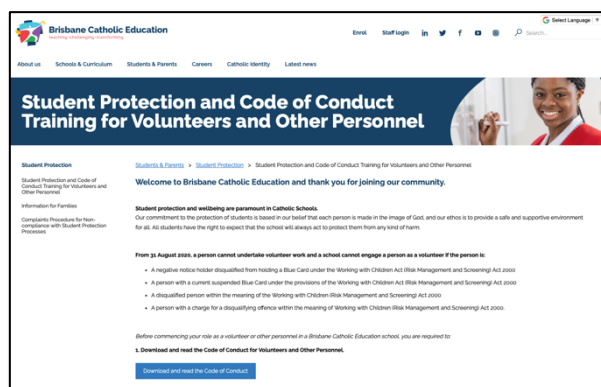 Brisbane Catholic Education
teaching · challenging · transforming
Select Language
Enrol Staff login Search...
About us Schools & Curriculum Students & Parents Careers Catholic Identity Latest news
Student Protection and Code of Conduct
Training for Volunteers and Other Personnel
Student Protection
Student Protection and Code of
Conduct Training for Volunteers and
Other Personnel
Information for Families
Complaints Procedure for Non-
compliance with Student Protection
Processes
Students & Parents > Student Protection > Student Protection and Code of Conduct Training for Volunteers and Other Personnel
Welcome to Brisbane Catholic Education and thank you for joining our community.
Student protection and wellbeing are paramount in Catholic Schools.
Our commitment to the protection of students is based in our belief that each person is made in the image of God, and our ethos is to provide a safe and supportive environment
for all. All students have the right to expect that the school will always act to protect them from any kind of harm.
From 31 August 2020, a person cannot undertake volunteer work and a school cannot engage a person as a volunteer if the person is:
• A negative notice holder disqualified from holding a Blue Card under the Working with Children Act (Risk Management and Screening) Act 2000
• A person with a current suspended Blue Card under the provisions of the Working with Children Act (Risk Management and Screening) Act 2000
• A disqualified person within the meaning of the Working with Children (Risk Management and Screening) Act 2000
• A person with a charge for a disqualifying offence within the meaning of Working with Children (Risk Management and Screening) Act 2000.
Before commencing your role as a volunteer or other personnel in a Brisbane Catholic Education school, you are required to:
1. Download and read the Code of Conduct for Volunteers and Other Personnel.
Download and read the Code of Conduct